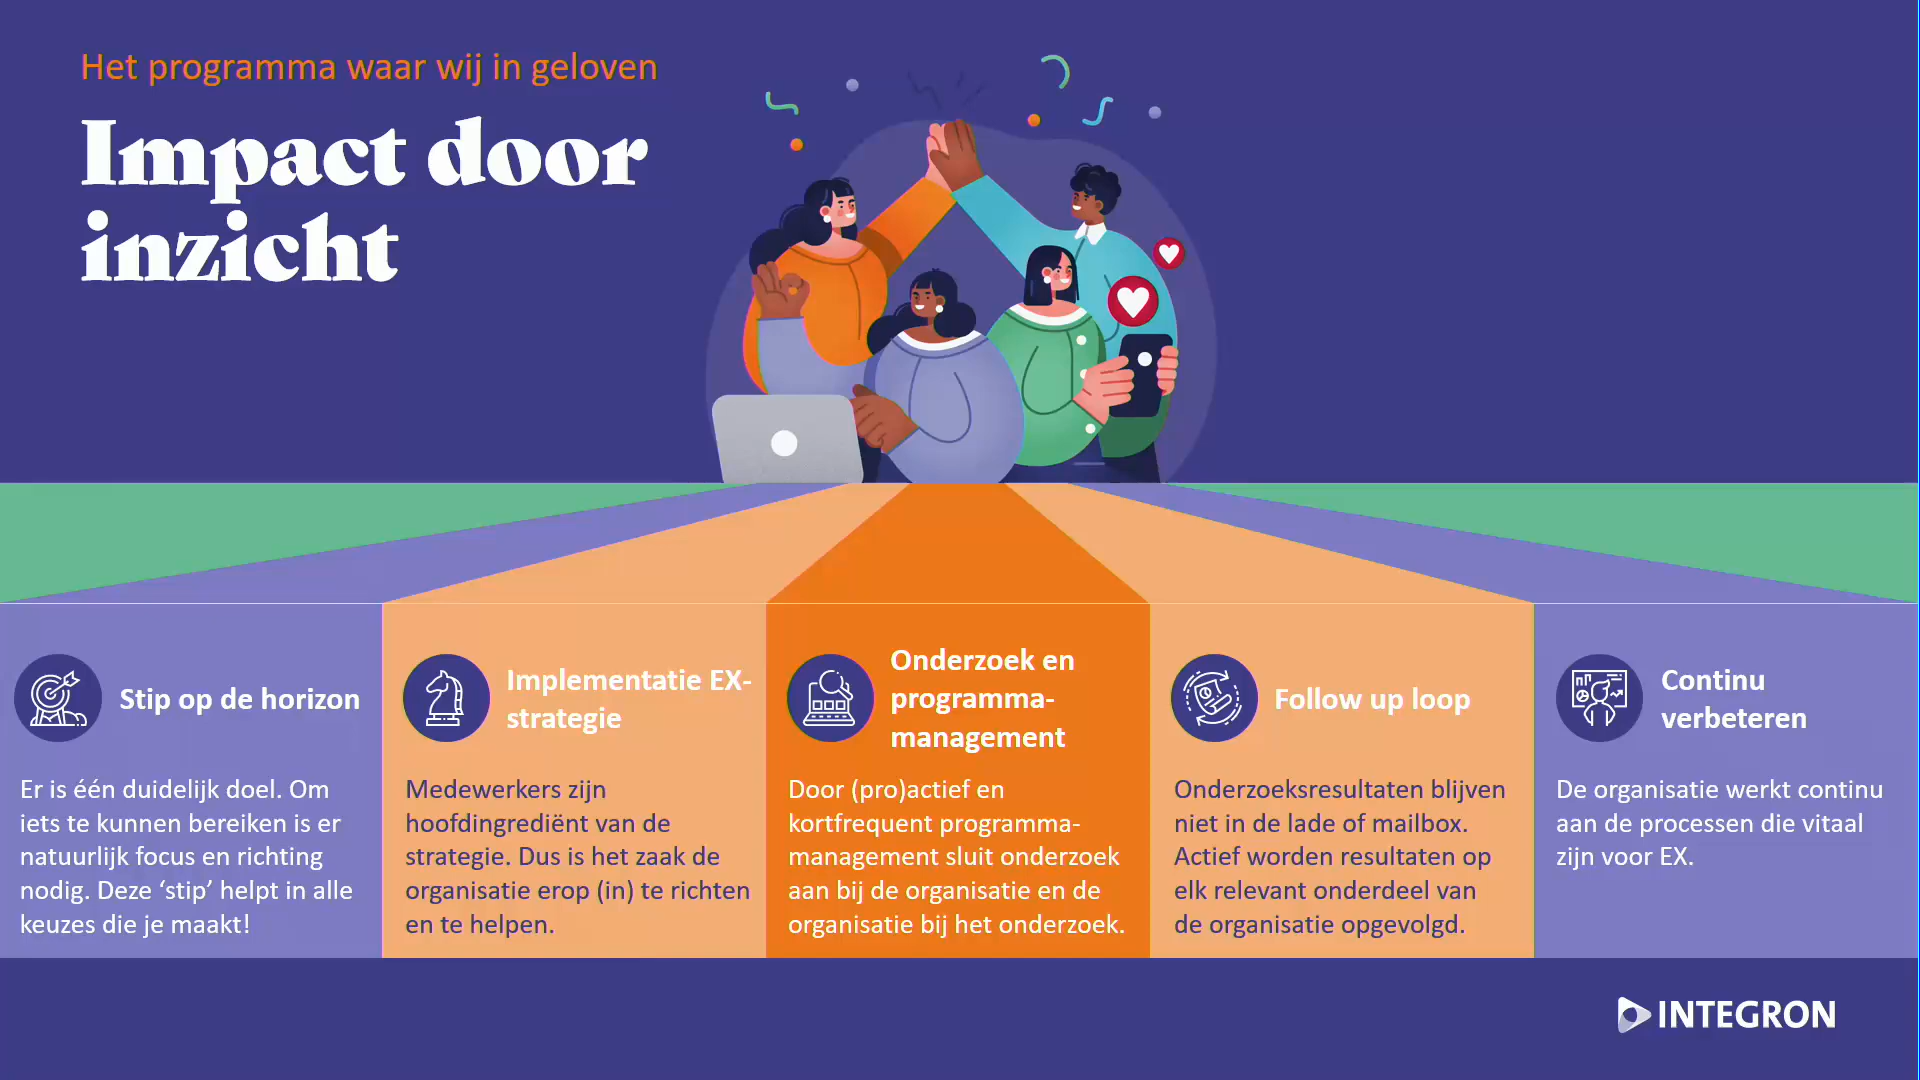 Het programma waar wij in geloven
Impact door
inzicht
Stip op de horizon
Er is één duidelijk doel. Om
iets te kunnen bereiken is er
natuurlijk focus en richting
nodig. Deze ‘stip’ helpt in alle
keuzes die je maakt!
Implementatie EX-
strategie
Medewerkers zijn
hoofdingrediënt van de
strategie. Dus is het zaak de
organisatie erop (in) te richten
en te helpen.
Onderzoek en
programma-
management
Door (pro)actief en
kortfrequent programma-
management sluit onderzoek
aan bij de organisatie en de
organisatie bij het onderzoek.
Follow up loop
Onderzoeksresultaten blijven
niet in de lade of mailbox.
Actief worden resultaten op
elk relevant onderdeel van
de organisatie opgevolgd.
Continu
verbeteren
De organisatie werkt continu
aan de processen die vitaal
zijn voor EX.
INTEGRON